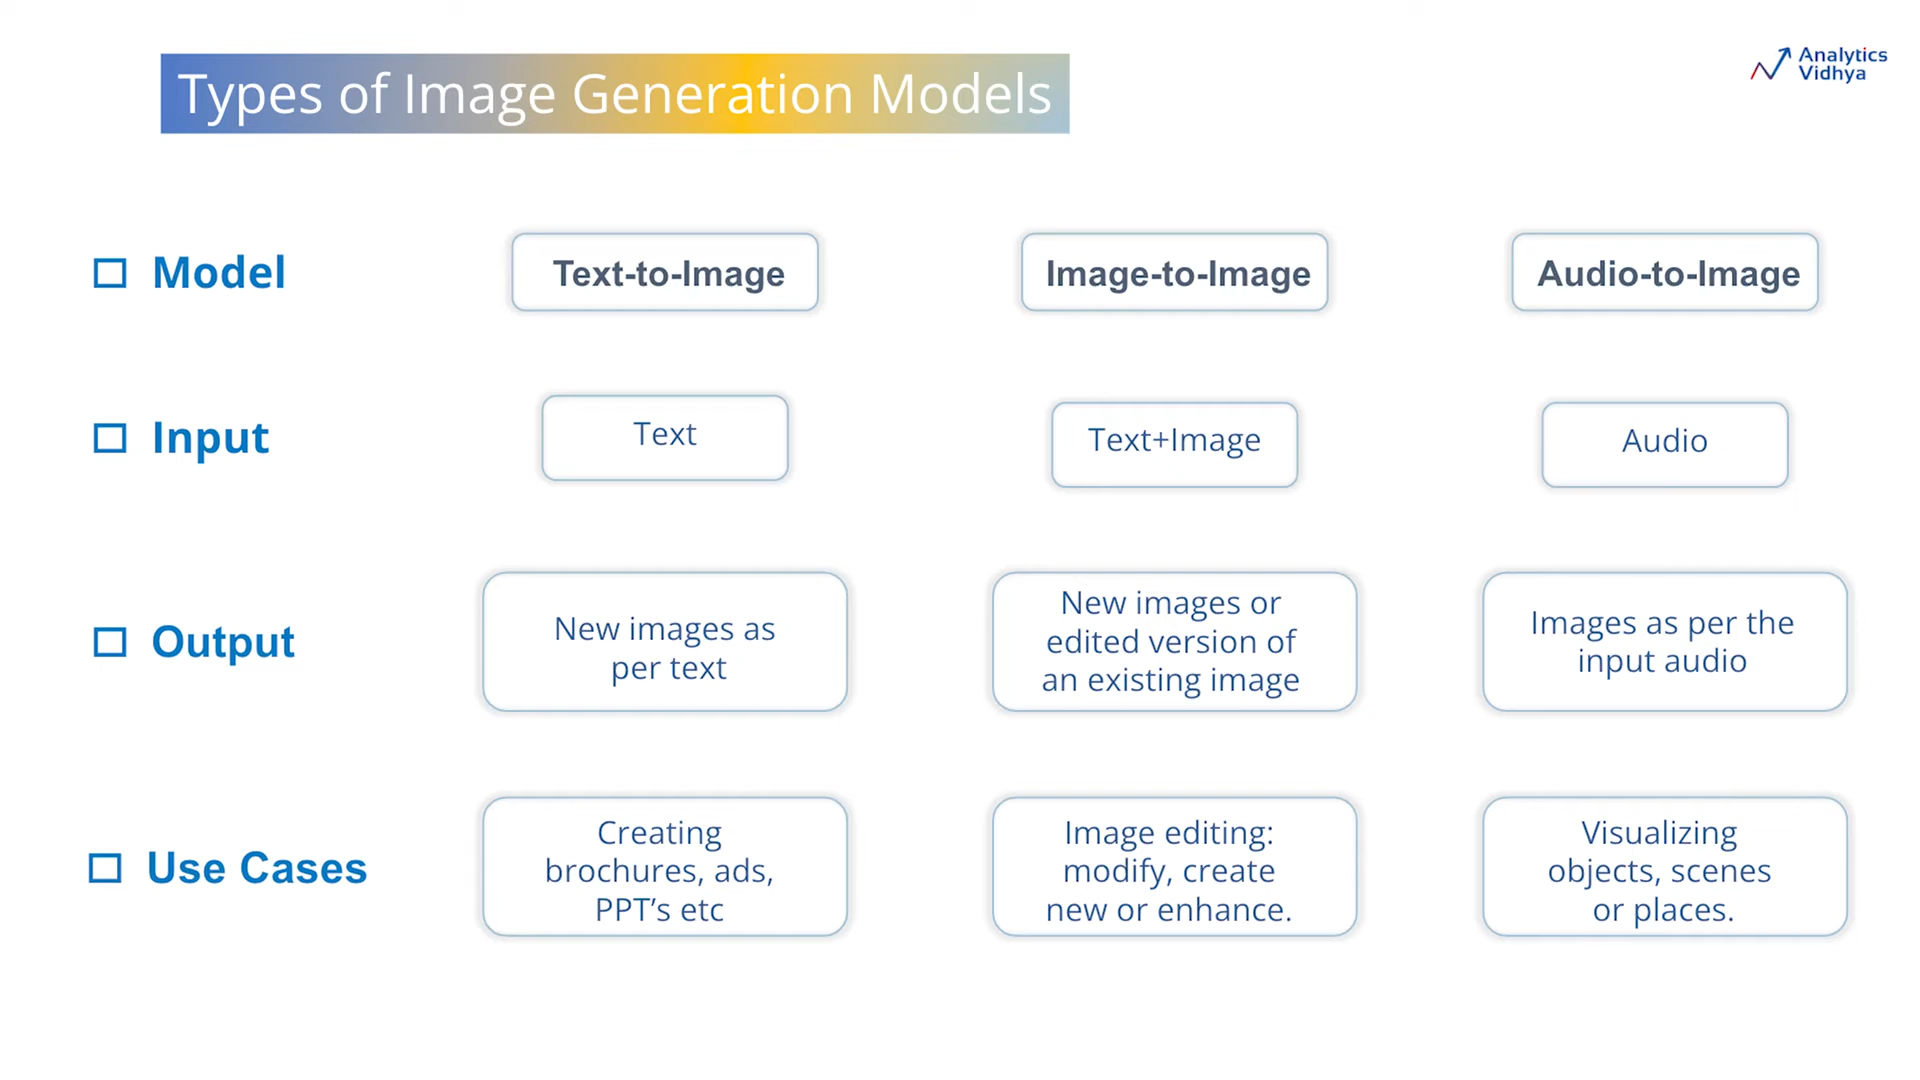 Types of Image Generation Models
Analytics
Vidhya
Model
Text-to-Image
Image-to-Image
Audio-to-Image
Input
Text
Text+Image
Audio
Output
New images as
per text
New images or
edited version of
an existing image
Images as per the
input audio
Use Cases
Creating
brochures, ads,
PPT’s etc
Image editing:
modify, create
new or enhance.
Visualizing
objects, scenes
or places.